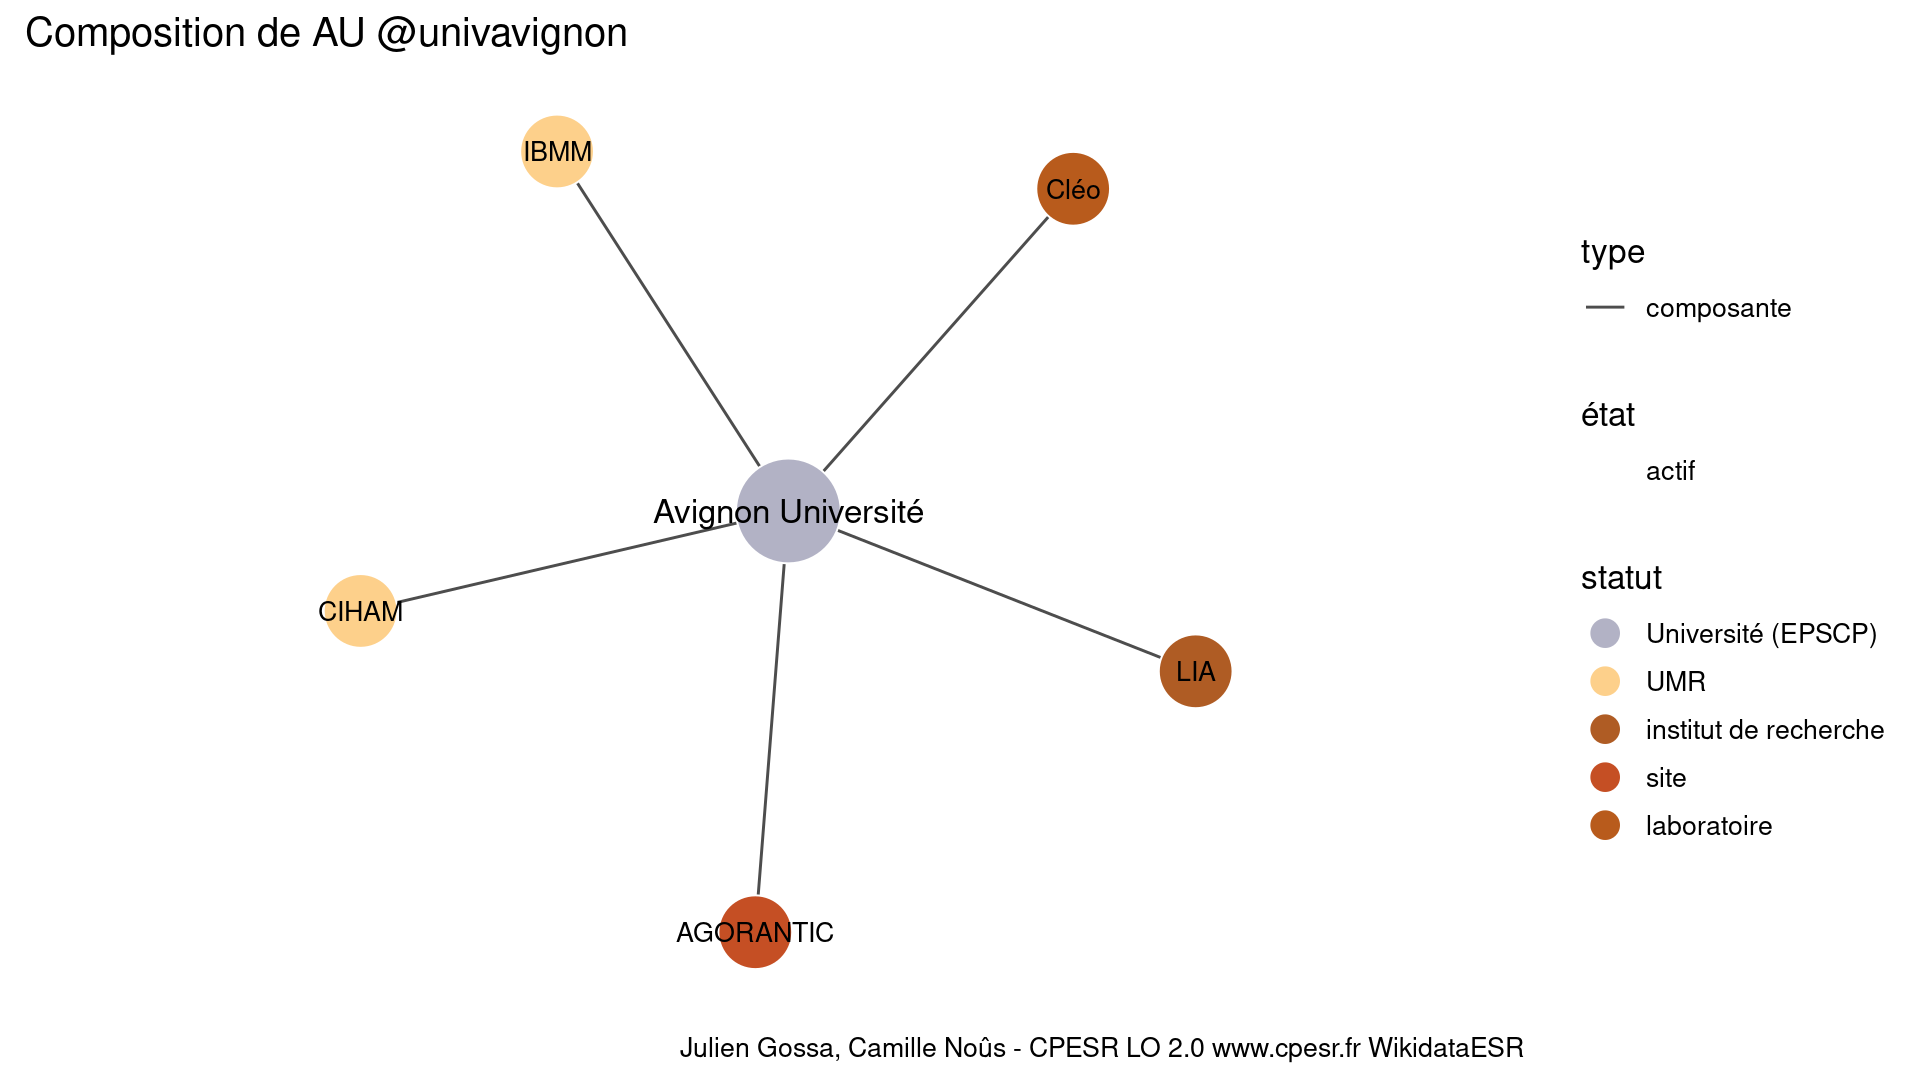 Composition de AU @univavignon
IBMM
Cléo
Avignon Université
CIHAM
LIA
AGORANTIC
type
composante
état
actif
statut
Université (EPSCP)
UMR
institut de recherche
site
laboratoire
Julien Gossa, Camille Noûs - CPESR LO 2.0 www.cpesr.fr WikidataESR